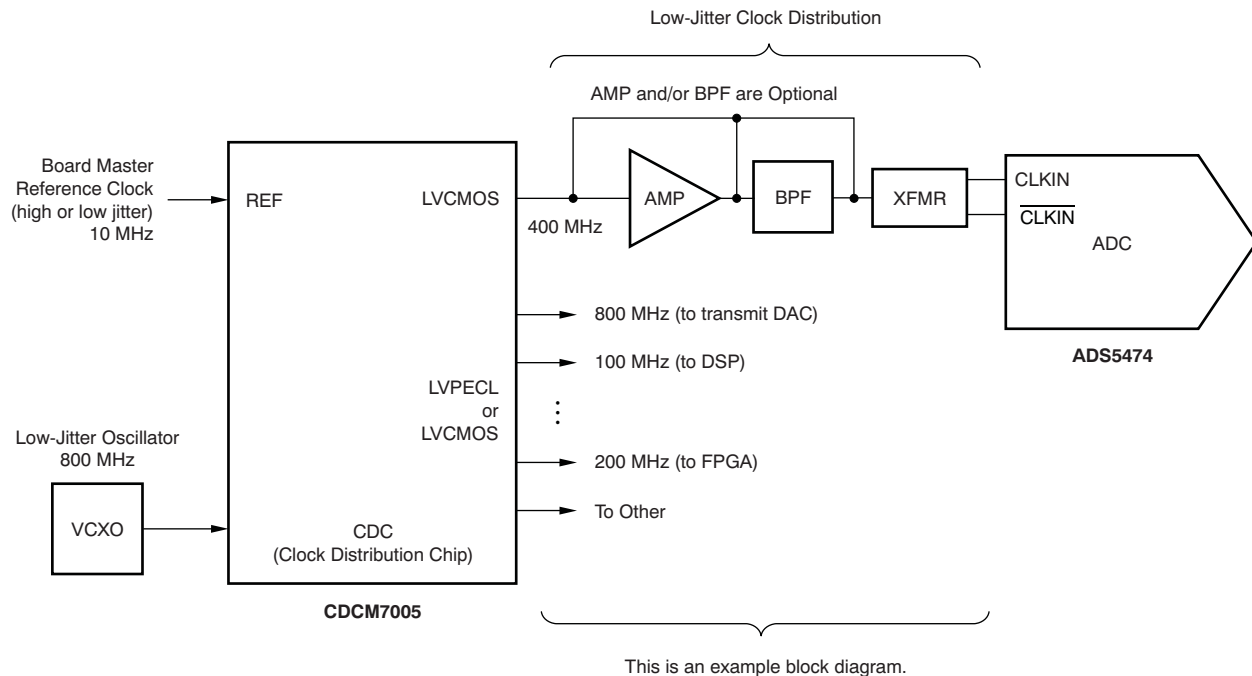 Low-Jitter Clock Distribution
AMP and/or BPF are Optional
Board Master
Reference Clock
(high or low jitter)
10 MHz
REF
LVCMOS
400 MHz
AMP
BPF
XFMR
CLKIN
CLKIN
ADC
ADS5474
800 MHz (to transmit DAC)
100 MHz (to DSP)
LVPECL
or
LVCMOS
200 MHz (to FPGA)
To Other
Low-Jitter Oscillator
800 MHz
VCXO
CDC
(Clock Distribution Chip)
CDCM7005
This is an example block diagram.